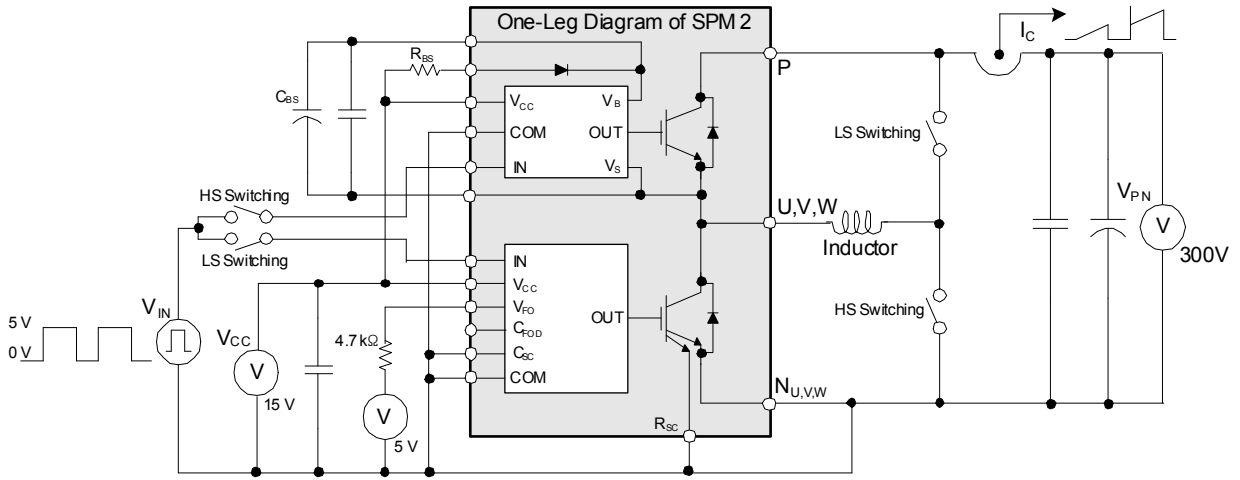 One-Leg Diagram of SPM 2
I_C
P
R_BS
C_BS
V_CC
V_B
COM
OUT
IN
V_S
LS Switching
V_PN
V
300V
HS Switching
LS Switching
U,V,W
Inductor
IN
V_CC
V_FO
C_FOD
C_SC
COM
OUT
HS Switching
V_IN
5 V
0 V
V_CC
V
15 V
4.7 kΩ
V
5 V
N_U,V,W
R_SC